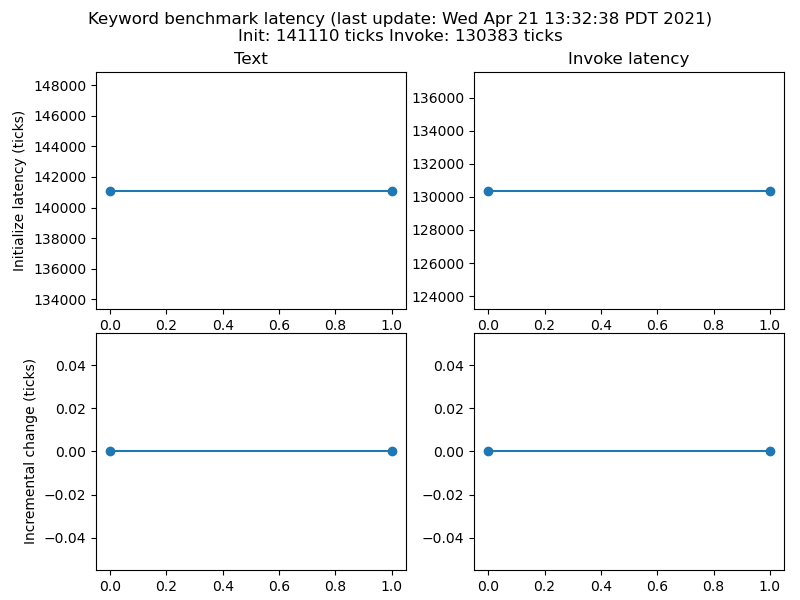 Keyword benchmark latency (last update: Wed Apr 21 13:32:38 PDT 2021)
Init: 141110 ticks Invoke: 130383 ticks
Text
Initialize latency (ticks)
148000
146000
144000
142000
140000
138000
136000
134000
0.0 0.2 0.4 0.6 0.8 1.0
Invoke latency
136000
134000
132000
130000
128000
126000
124000
0.0 0.2 0.4 0.6 0.8 1.0
Incremental change (ticks)
0.04
0.02
0.00
−0.02
−0.04
0.0 0.2 0.4 0.6 0.8 1.0
0.04
0.02
0.00
−0.02
−0.04
0.0 0.2 0.4 0.6 0.8 1.0